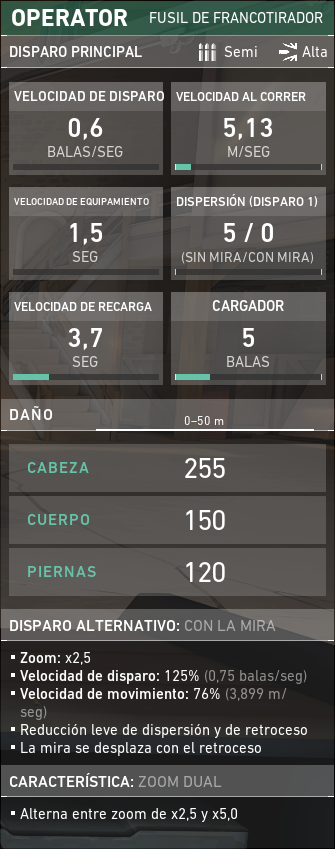 OPERATOR FUSIL DE FRANCOTIRADOR
DISPARO PRINCIPAL Semi Alta
VELOCIDAD DE DISPARO VELOCIDAD AL CORRER
0,6 5,13
BALAS/SEG M/SEG
VELOCIDAD DE EQUIPAMIENTO DISPERSIÓN (DISPARO 1)
1,5 5 / 0
SEG (SIN MIRA/CON MIRA)
VELOCIDAD DE RECARGA CARGADOR
3,7 5
SEG BALAS
DAÑO 0–50 m
CABEZA 255
CUERPO 150
PIERNAS 120
DISPARO ALTERNATIVO: CON LA MIRA
▪ Zoom: x2,5
▪ Velocidad de disparo: 125% (0,75 balas/seg)
▪ Velocidad de movimiento: 76% (3,899 m/
seg)
▪ Reducción leve de dispersión y de retroceso
▪ La mira se desplaza con el retroceso
CARACTERÍSTICA: ZOOM DUAL
▪ Alterna entre zoom de x2,5 y x5,0